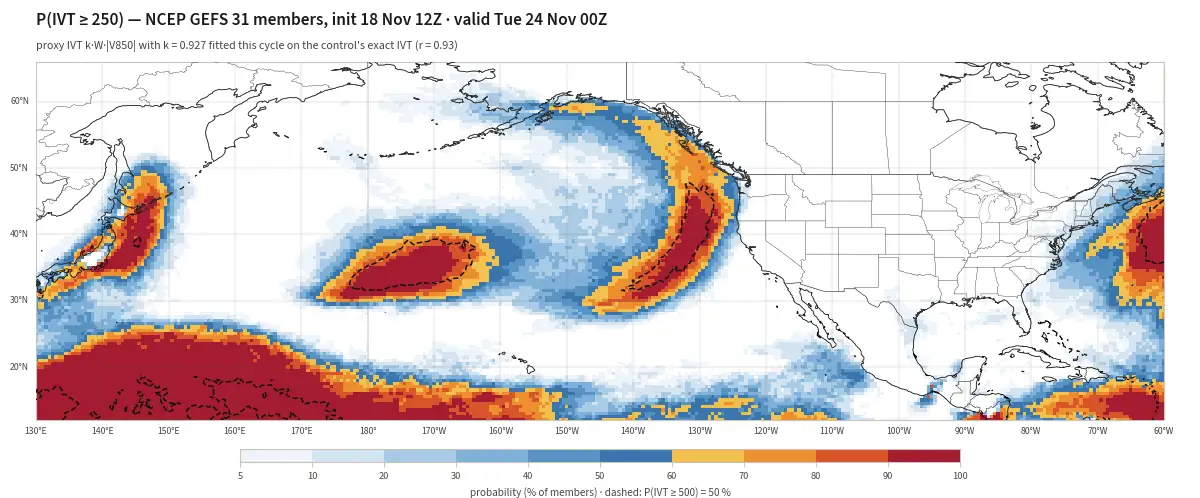 P(IVT ≥ 250) — NCEP GEFS 31 members, init 18 Nov 12Z · valid Tue 24 Nov 00Z
proxy IVT k·W·|V850| with k = 0.927 fitted this cycle on the control's exact IVT (r = 0.93)
60°N
50°N
40°N
30°N
20°N
130°E 140°E 150°E 160°E 170°E 180° 170°W 160°W 150°W 140°W 130°W 120°W 110°W 100°W 90°W 80°W 70°W 60°W
5 10 20 30 40 50 60 70 80 90 100
probability (% of members) · dashed: P(IVT ≥ 500) = 50 %